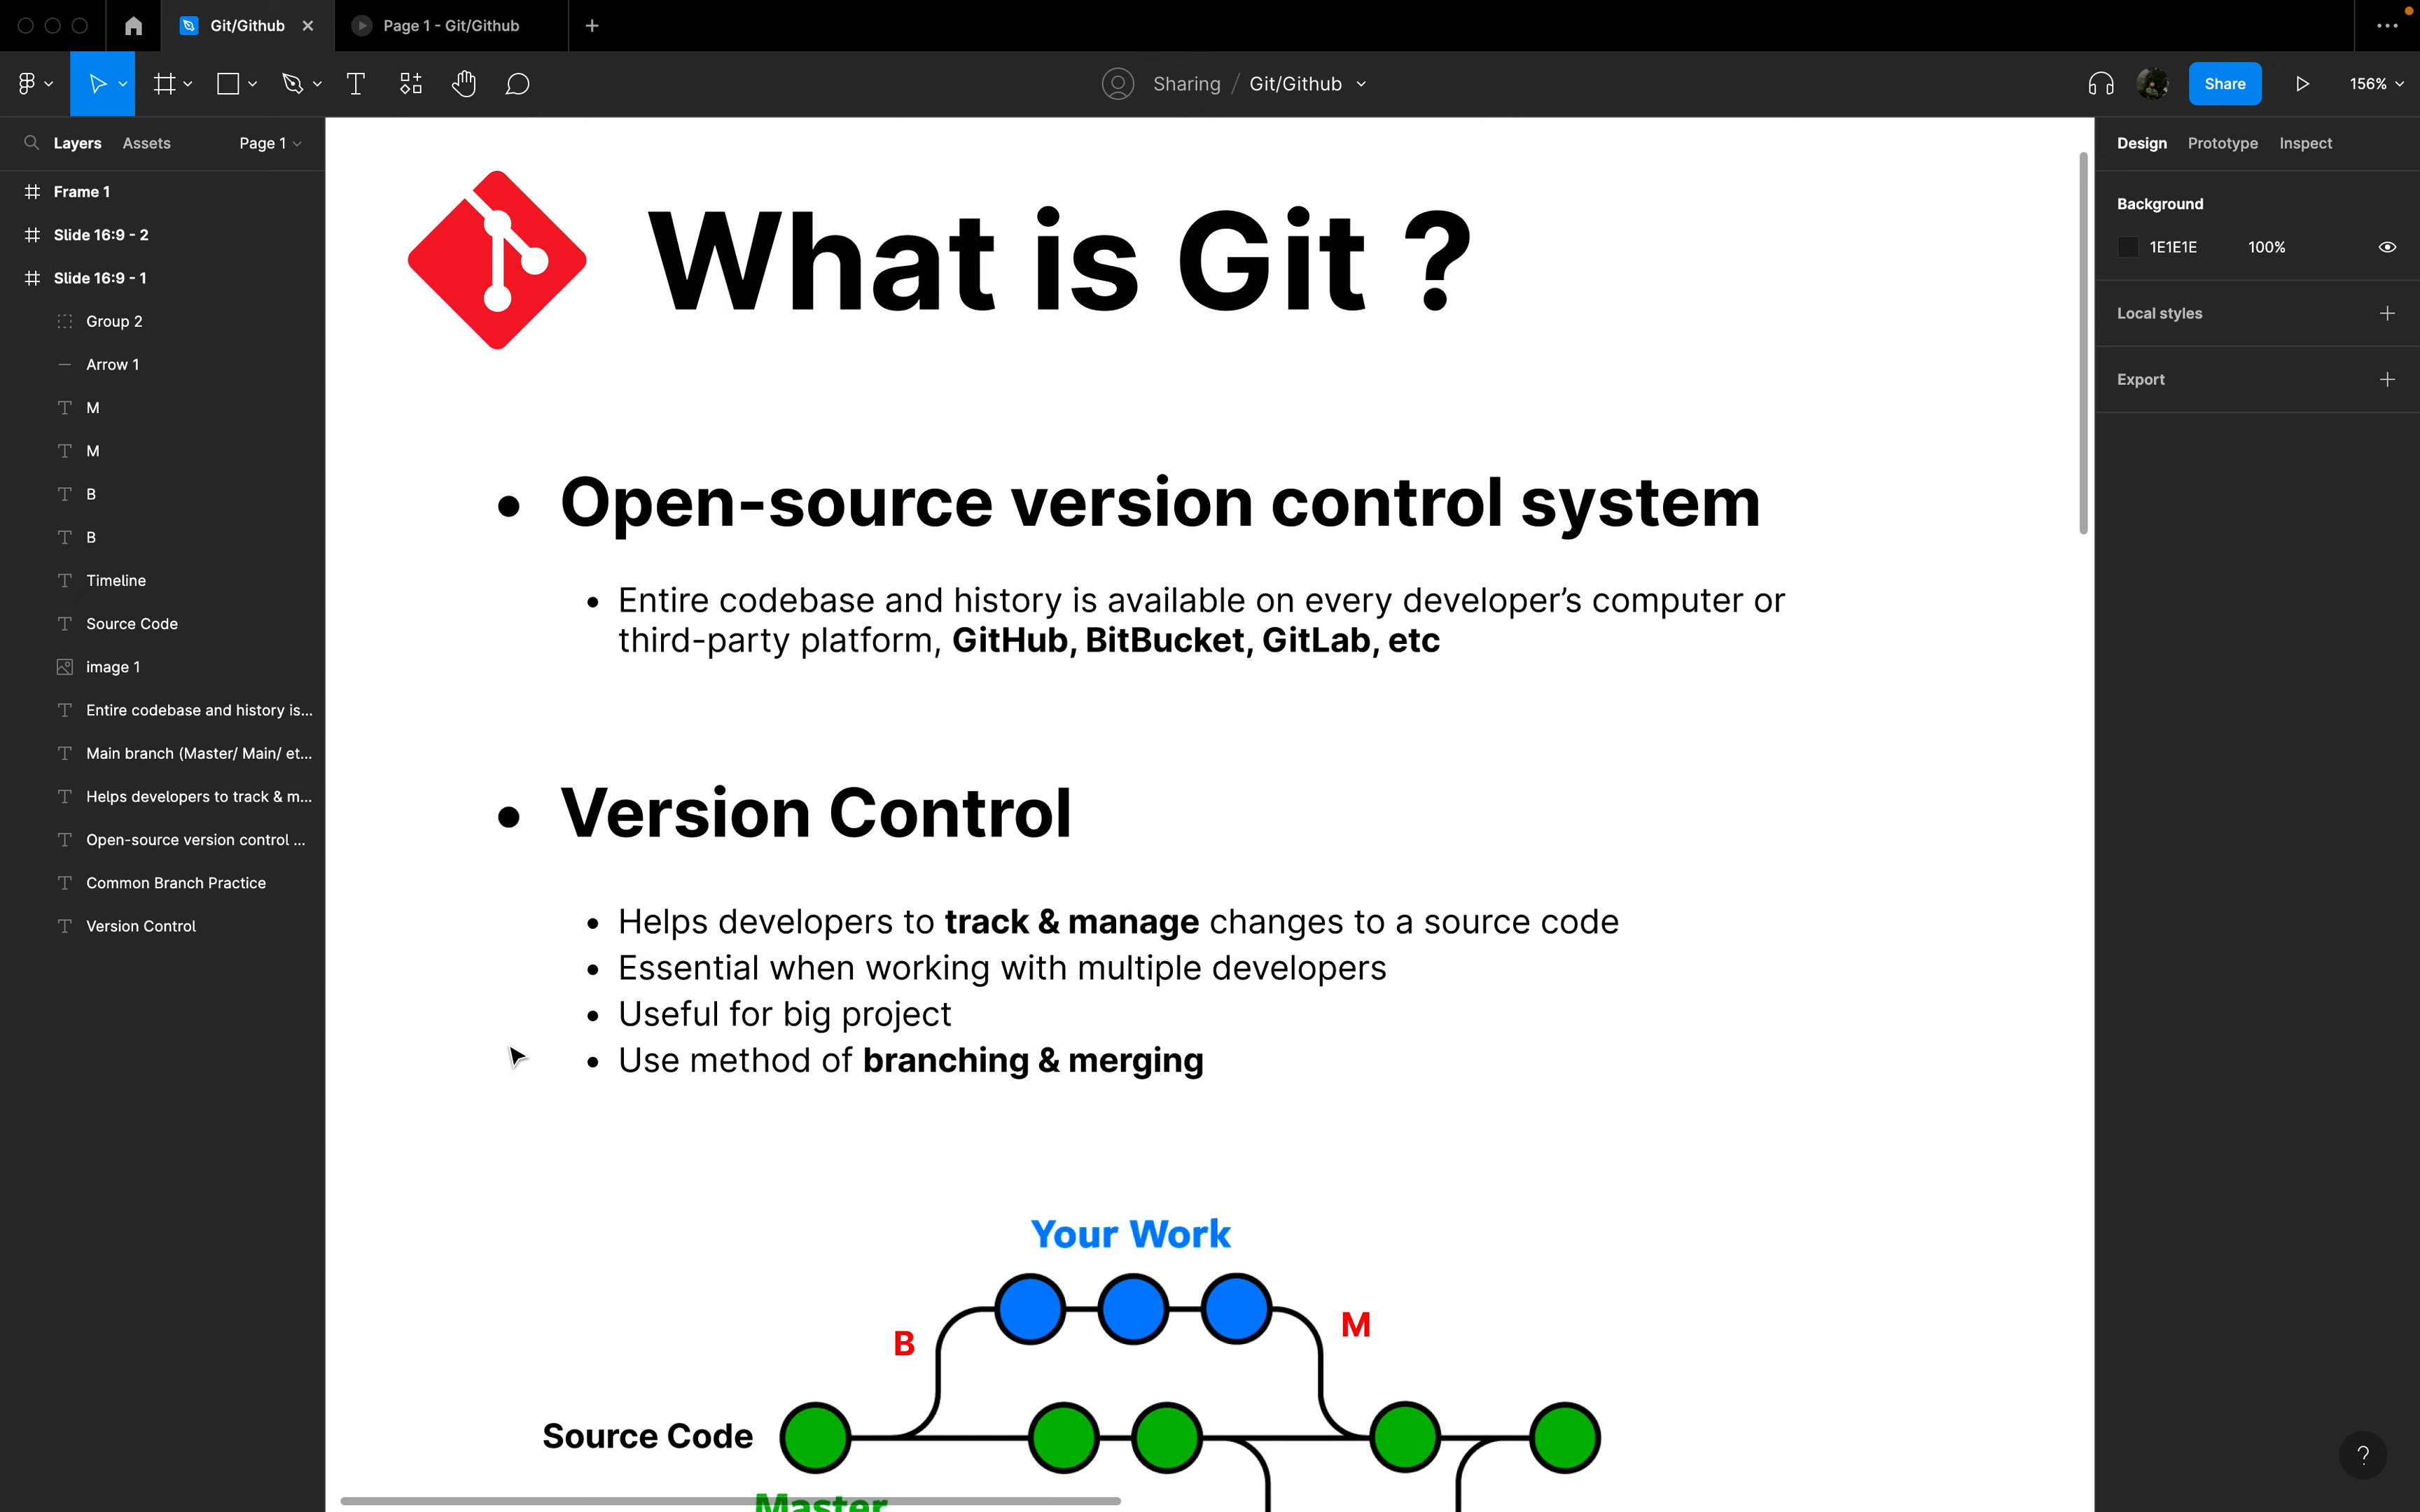 Git/Github
Page 1 - Git/Github
Sharing / Git/Github
Share
156%
Layers
Assets
Page 1
Frame 1
Slide 16:9 - 2
Slide 16:9 - 1
Group 2
Arrow 1
M
M
B
B
Timeline
Source Code
image 1
Entire codebase and history is...
Main branch (Master/ Main/ et...
Helps developers to track & m...
Open-source version control ...
Common Branch Practice
Version Control
What is Git ?
• Open-source version control system
• Entire codebase and history is available on every developer’s computer or
third-party platform, GitHub, BitBucket, GitLab, etc
• Version Control
• Helps developers to track & manage changes to a source code
• Essential when working with multiple developers
• Useful for big project
• Use method of branching & merging
Your Work
B
M
Source Code
Master
Design
Prototype
Inspect
Background
1E1E1E
100%
Local styles
Export
?